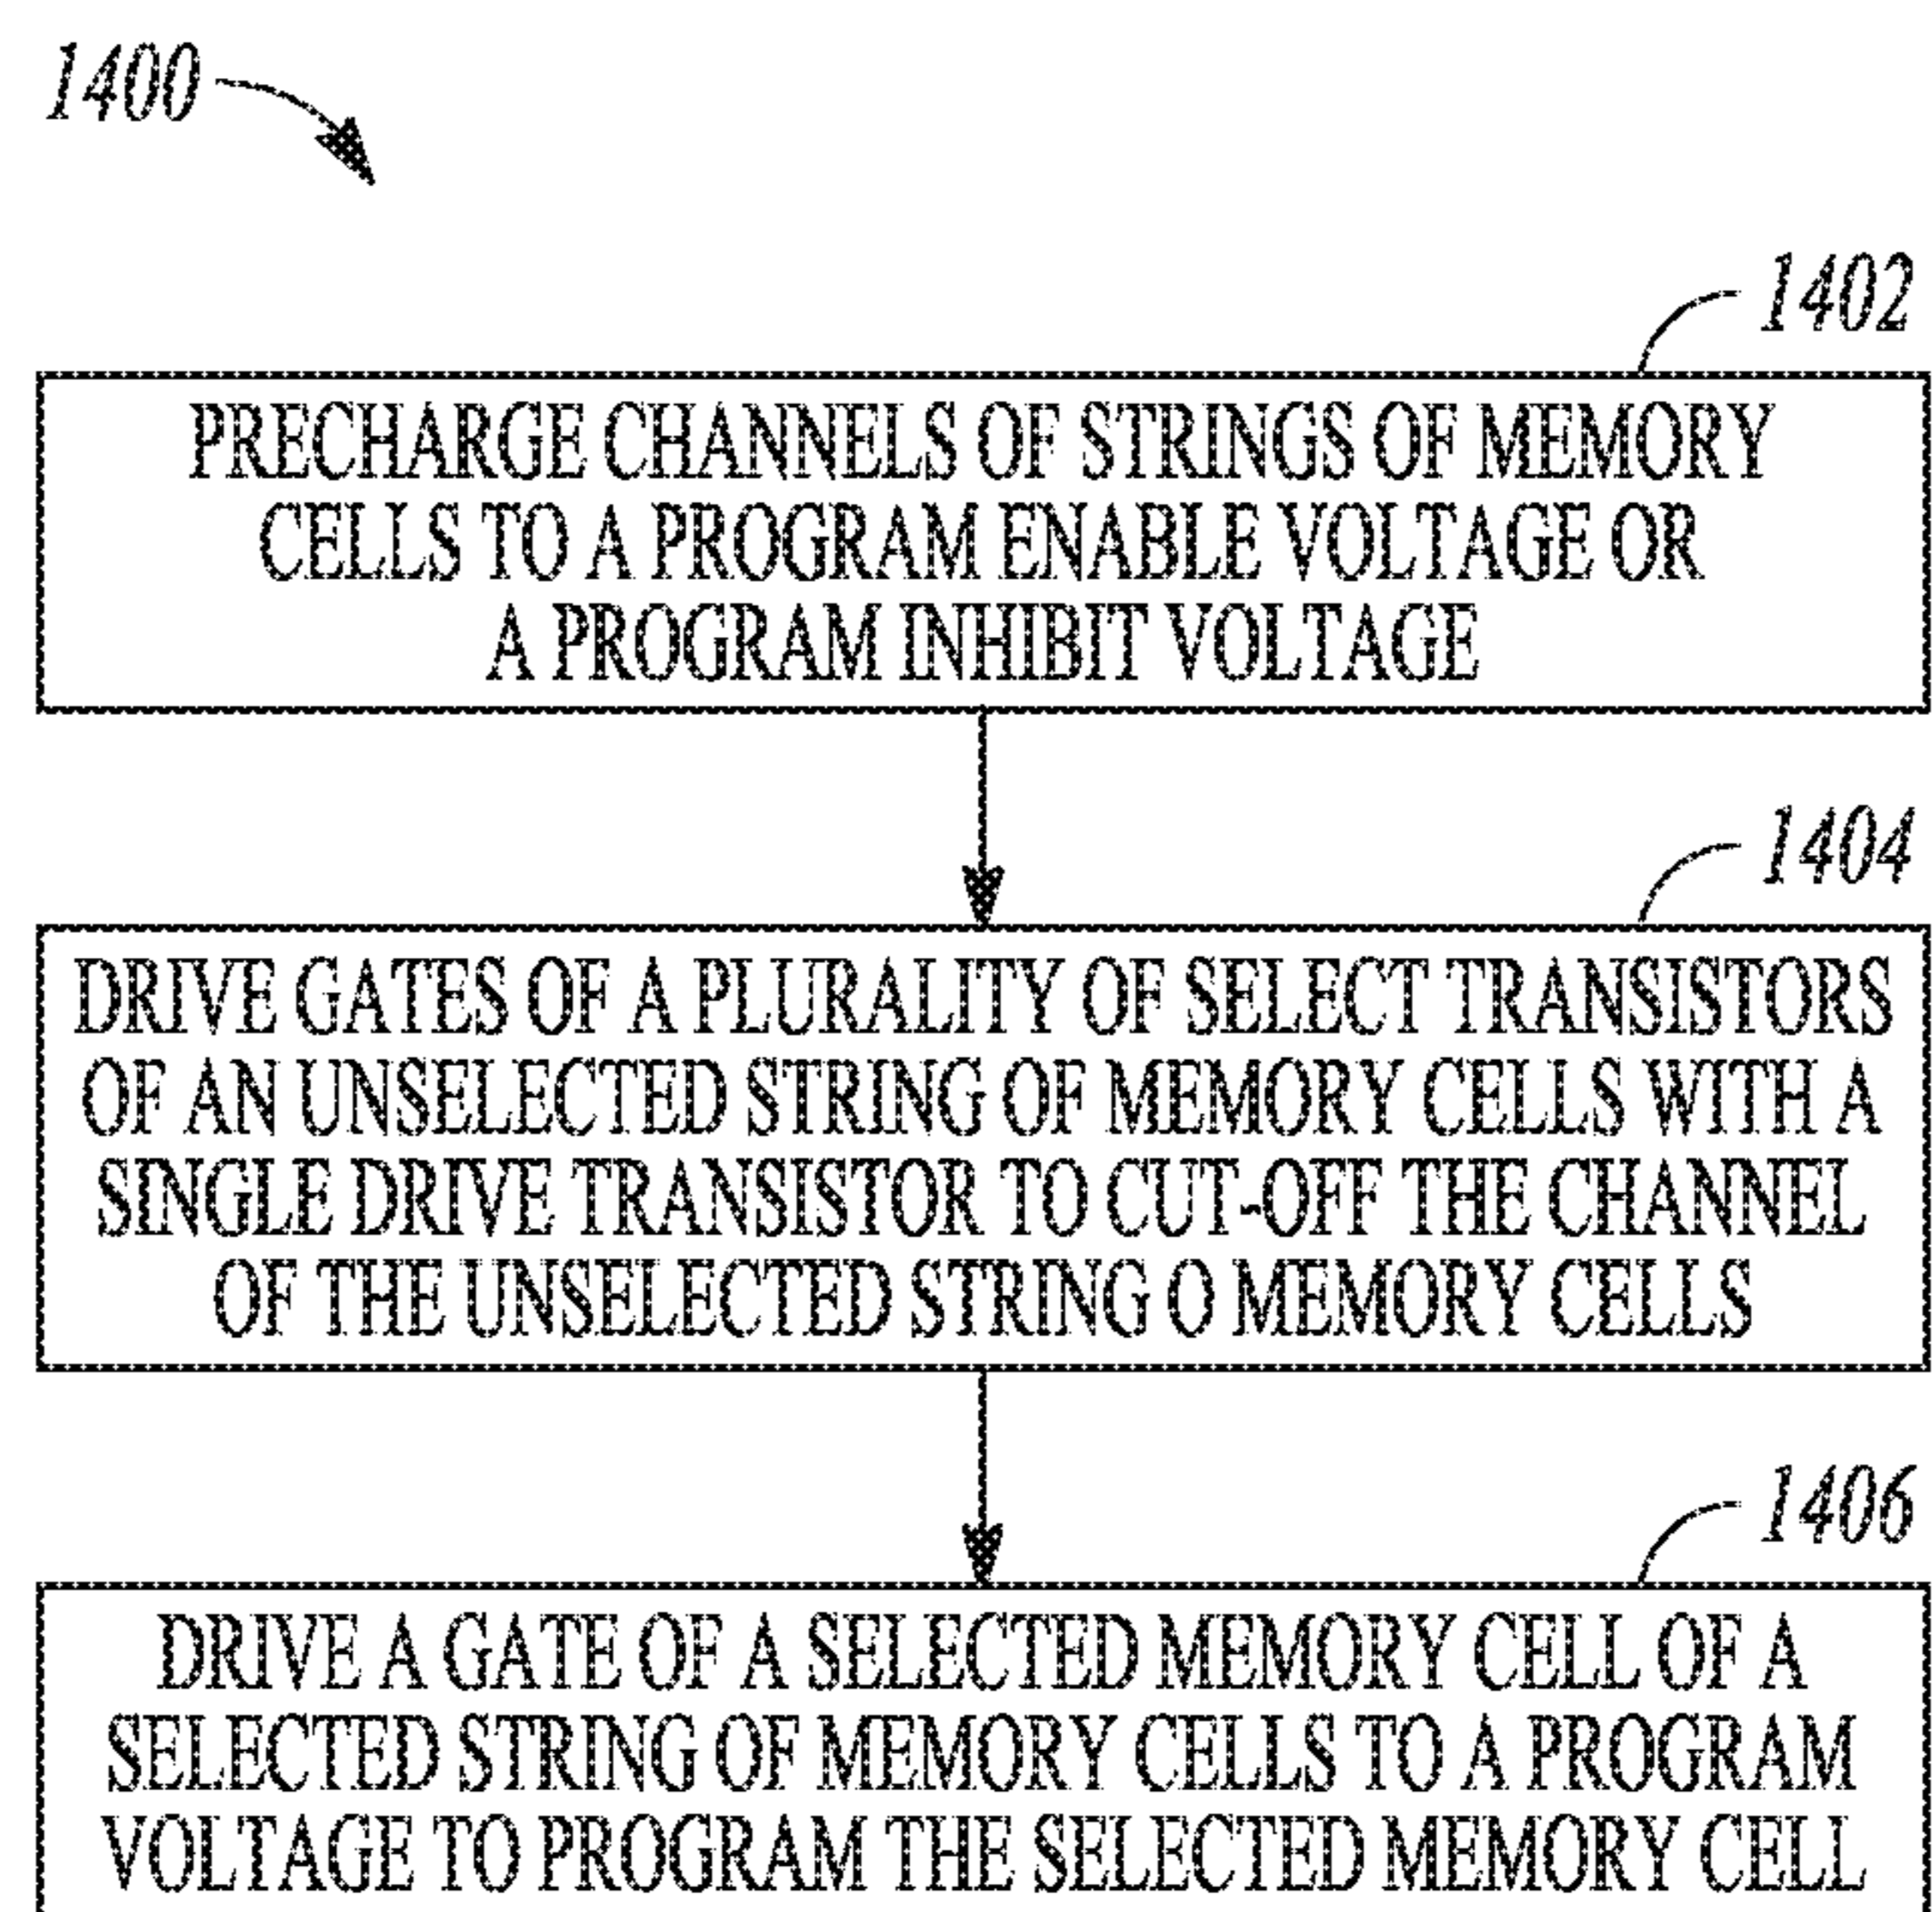 1400
1402
PRECHARGE CHANNELS OF STRINGS OF MEMORY
CELLS TO A PROGRAM ENABLE VOLTAGE OR
A PROGRAM INHIBIT VOLTAGE
1404
DRIVE GATES OF A PLURALITY OF SELECT TRANSISTORS
OF AN UNSELECTED STRING OF MEMORY CELLS WITH A
SINGLE DRIVE TRANSISTOR TO CUT-OFF THE CHANNEL
OF THE UNSELECTED STRING O MEMORY CELLS
1406
DRIVE A GATE OF A SELECTED MEMORY CELL OF A
SELECTED STRING OF MEMORY CELLS TO A PROGRAM
VOLTAGE TO PROGRAM THE SELECTED MEMORY CELL